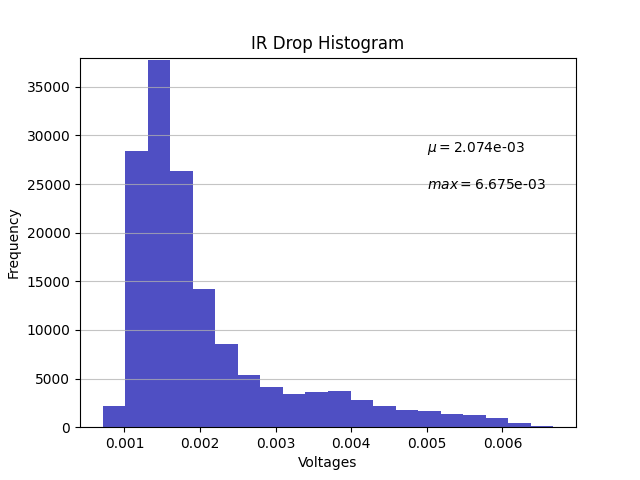 IR Drop Histogram
35000
30000
25000
20000
15000
10000
5000
0
Frequency
μ = 2.074e-03
max = 6.675e-03
0.001 0.002 0.003 0.004 0.005 0.006
Voltages